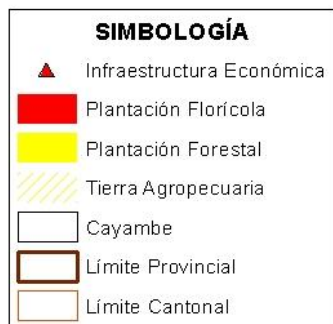 SIMBOLOGÍA
Infraestructura Económica
Plantación Florícola
Plantación Forestal
Tierra Agropecuaria
Cayambe
Límite Provincial
Límite Cantonal